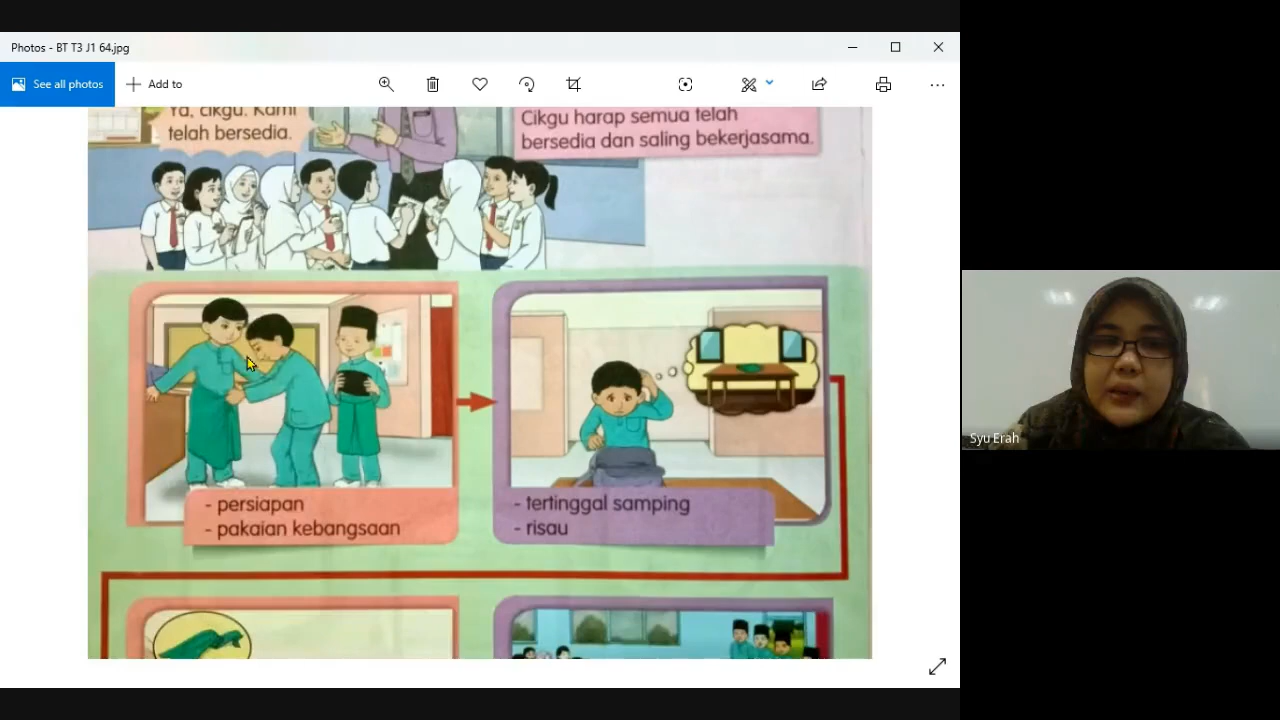 Photos - BT T3 J1 64.jpg
See all photos
Add to
Ya, cikgu. Kami
telah bersedia.
Cikgu harap semua telah
bersedia dan saling bekerjasama.
- persiapan
- pakaian kebangsaan
- tertinggal samping
- risau
Syu Erah